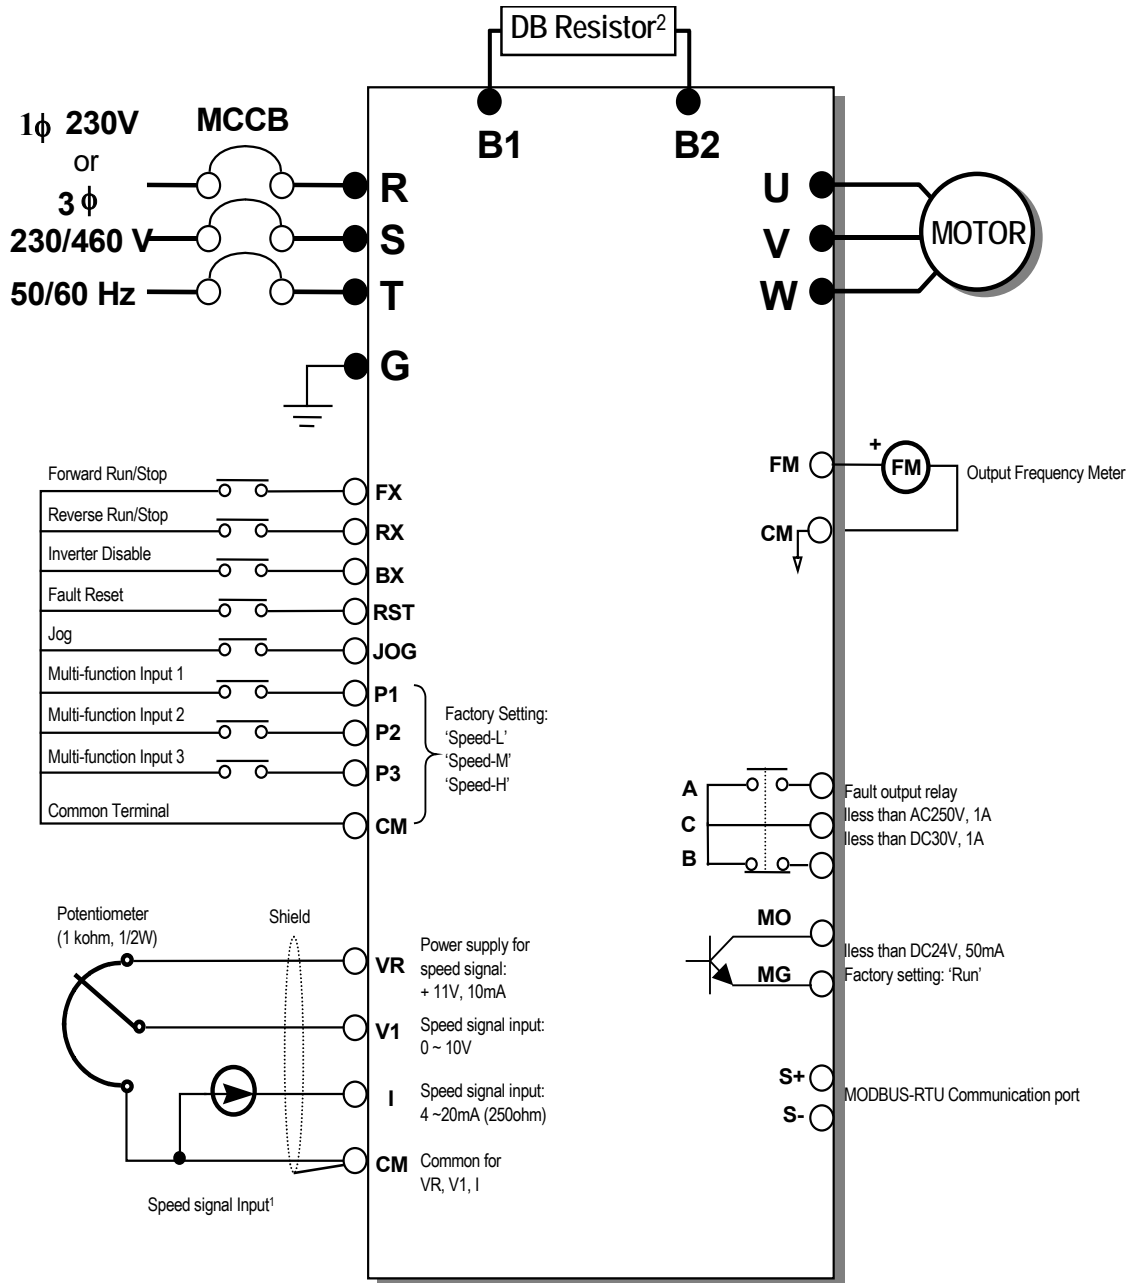 DB Resistor²
B1 B2
1ϕ 230V
or
3 ϕ
230/460 V
50/60 Hz
MCCB
R
S
T
G
U
V
W
MOTOR
Forward Run/Stop
FX
Reverse Run/Stop
RX
Inverter Disable
BX
Fault Reset
RST
Jog
JOG
Multi-function Input 1
P1
Multi-function Input 2
P2
Multi-function Input 3
P3
Common Terminal
CM
Factory Setting:
‘Speed-L’
‘Speed-M’
‘Speed-H’
FM
+
FM
Output Frequency Meter
CM
A
C
B
Fault output relay
lless than AC250V, 1A
lless than DC30V, 1A
MO
MG
lless than DC24V, 50mA
Factory setting: ‘Run’
S+
S-
MODBUS-RTU Communication port
Potentiometer
(1 kohm, 1/2W)
Shield
VR
Power supply for
speed signal:
+ 11V, 10mA
V1
Speed signal input:
0 ~ 10V
I
Speed signal input:
4 ~20mA (250ohm)
CM
Common for
VR, V1, I
Speed signal Input¹